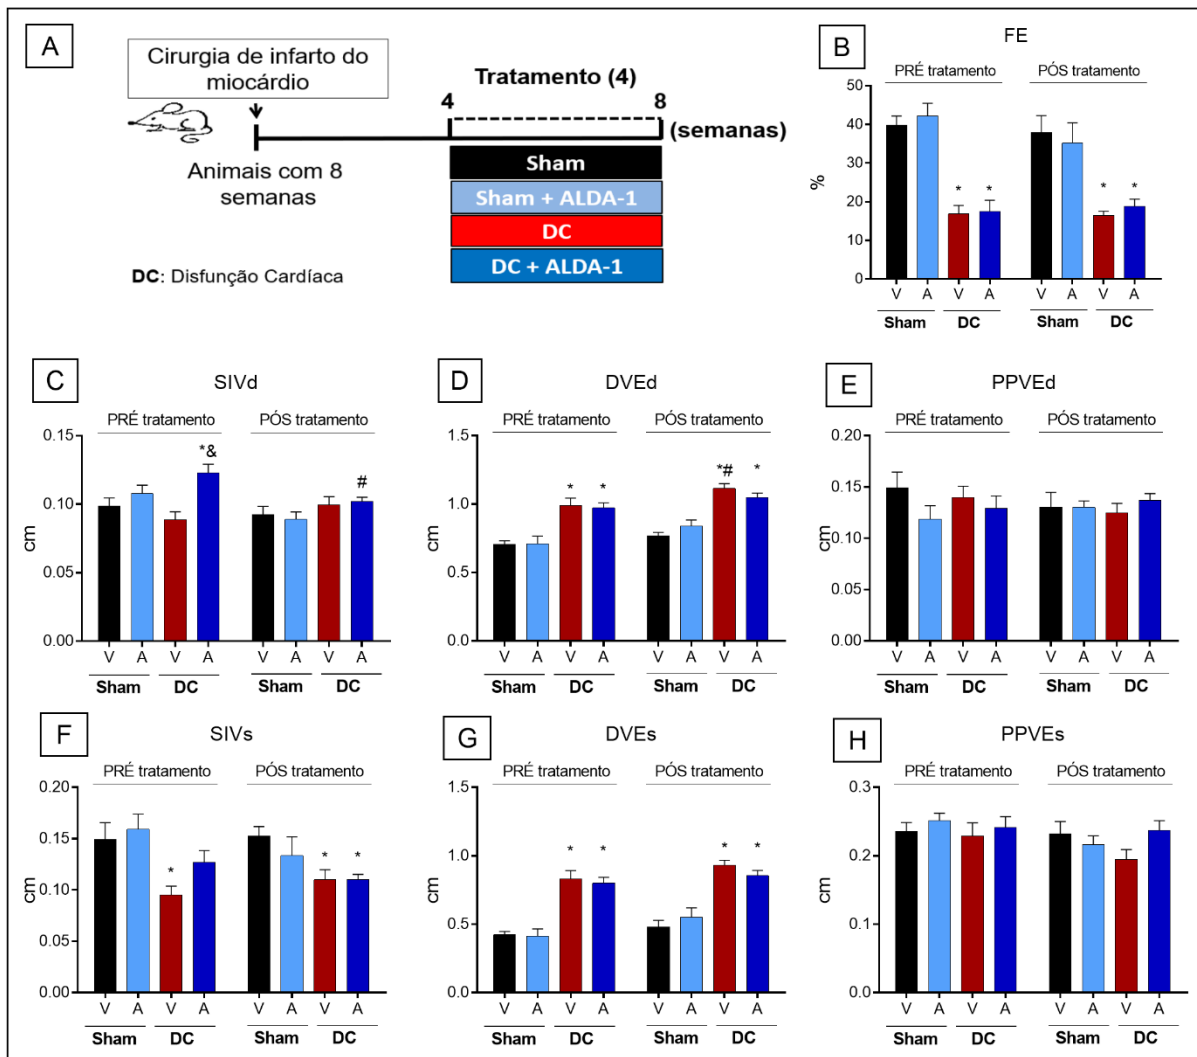 A
Cirurgia de infarto do
miocárdio
Animais com 8
semanas
Tratamento (4)
4
8
(semanas)
Sham
Sham + ALDA-1
DC
DC + ALDA-1
DC: Disfunção Cardíaca
B
FE
PRÉ tratamento
PÓS tratamento
50
40
30
20
10
0
%
* * * *
V A V A V A V A
Sham DC Sham DC
C
SIVd
PRÉ tratamento
PÓS tratamento
0.15
0.10
0.05
0.00
cm
*& #
V A V A V A V A
Sham DC Sham DC
D
DVEd
PRÉ tratamento
PÓS tratamento
1.5
1.0
0.5
0.0
cm
* * *# *
V A V A V A V A
Sham DC Sham DC
E
PPVEd
PRÉ tratamento
PÓS tratamento
0.20
0.15
0.10
0.05
0.00
cm
V A V A V A V A
Sham DC Sham DC
F
SIVs
PRÉ tratamento
PÓS tratamento
0.20
0.15
0.10
0.05
0.00
cm
* * *
V A V A V A V A
Sham DC Sham DC
G
DVEs
PRÉ tratamento
PÓS tratamento
1.5
1.0
0.5
0.0
cm
* * * *
V A V A V A V A
Sham DC Sham DC
H
PPVEs
PRÉ tratamento
PÓS tratamento
0.3
0.2
0.1
0.0
cm
V A V A V A V A
Sham DC Sham DC